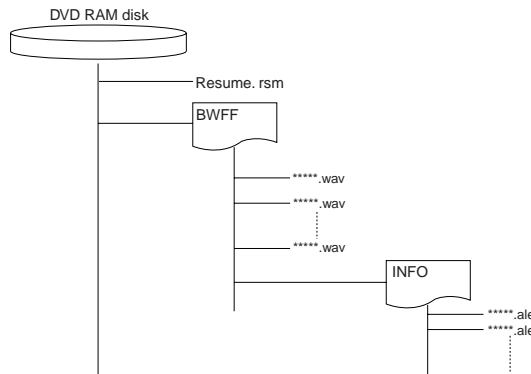 DVD RAM disk
Resume. rsm
BWFF
*****.wav
*****.wav
*****.wav
INFO
*****.ale
*****.ale